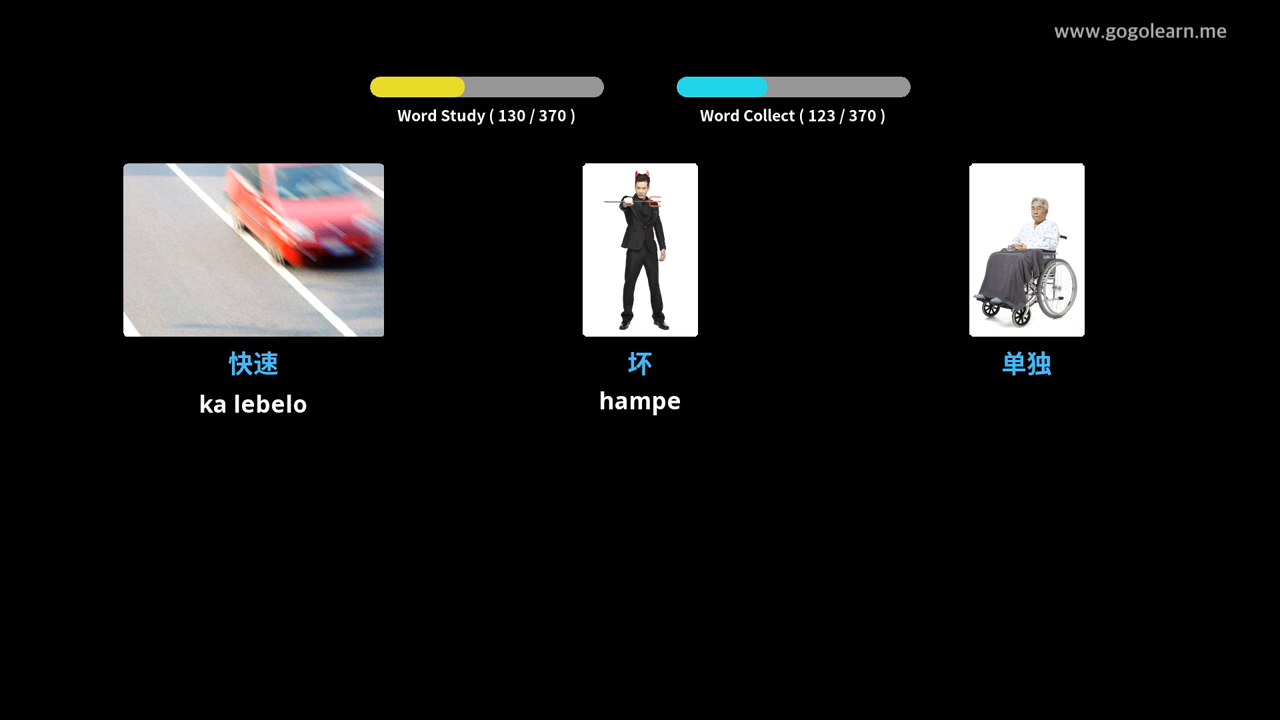 www.gogolearn.me
Word Study ( 130 / 370 )
Word Collect ( 123 / 370 )
快速
坏
单独
ka lebelo
hampe